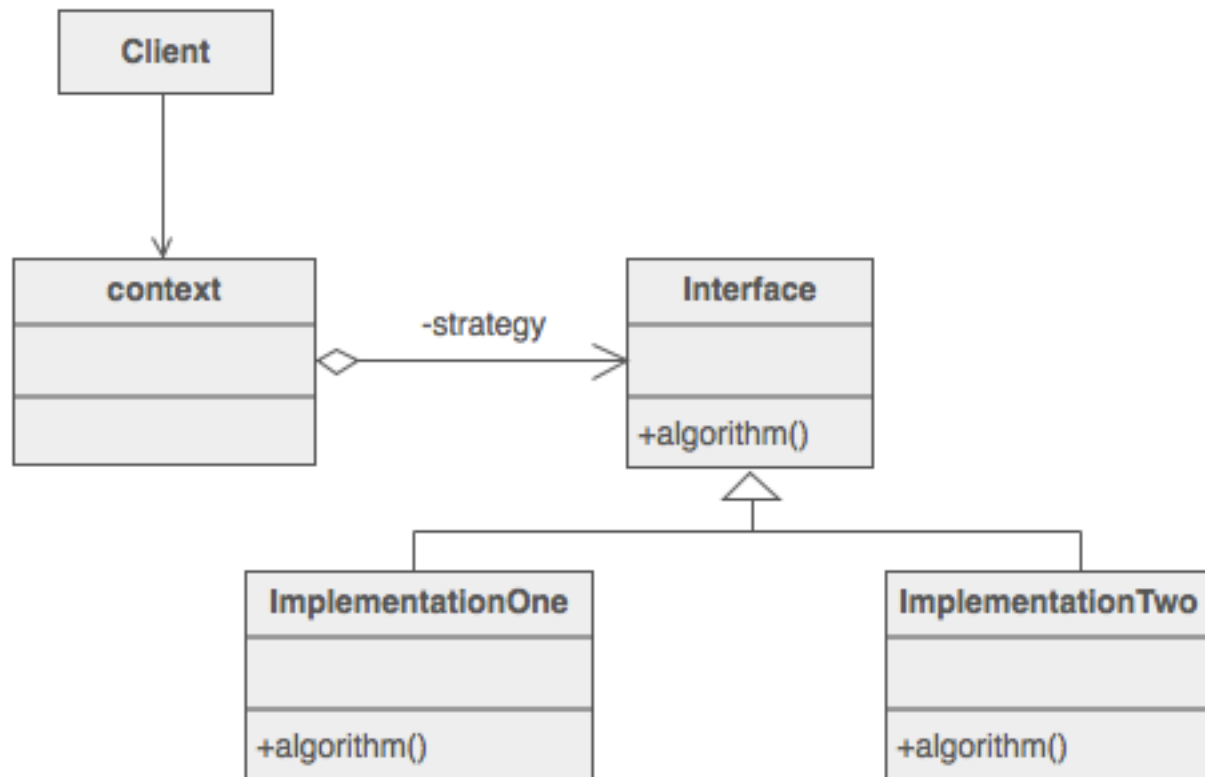 Client
context
-strategy
Interface
+algorithm()
ImplementationOne
+algorithm()
ImplementationTwo
+algorithm()